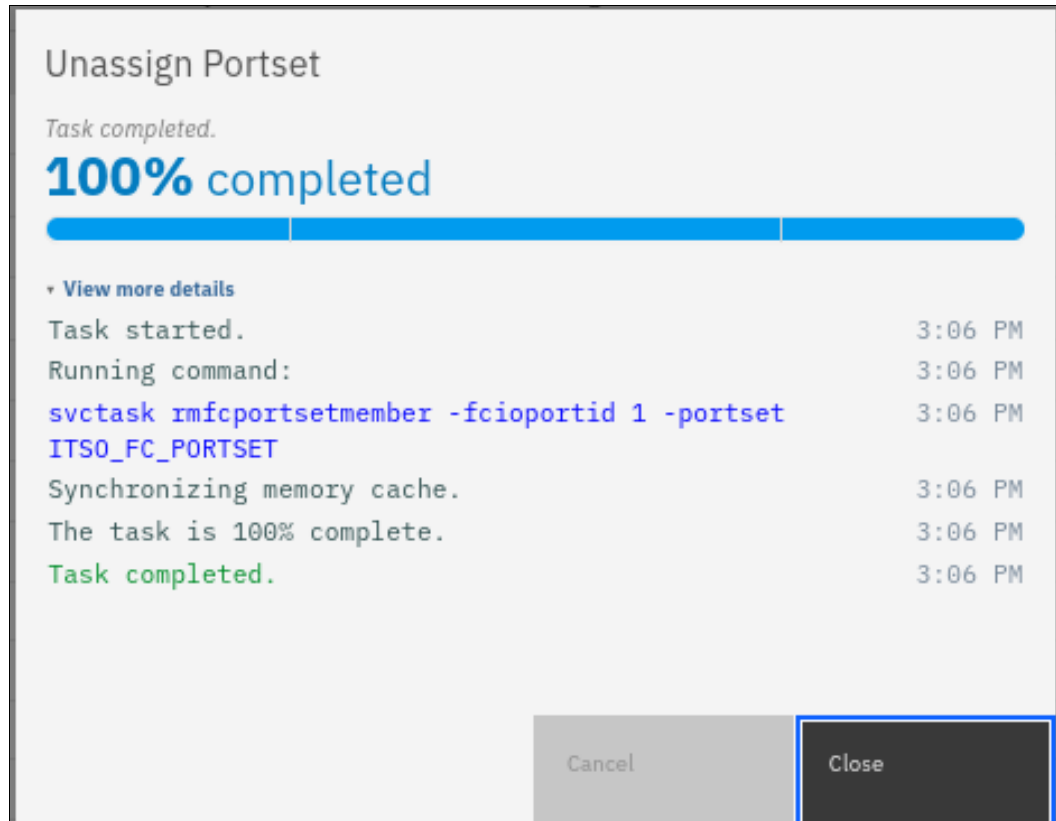 Unassign Portset
Task completed.
100% completed
View more details
Task started. 3:06 PM
Running command: 3:06 PM
svctask rmfcportsetmember -fcioportid 1 -portset 3:06 PM
ITSO_FC_PORTSET
Synchronizing memory cache. 3:06 PM
The task is 100% complete. 3:06 PM
Task completed. 3:06 PM
Cancel Close